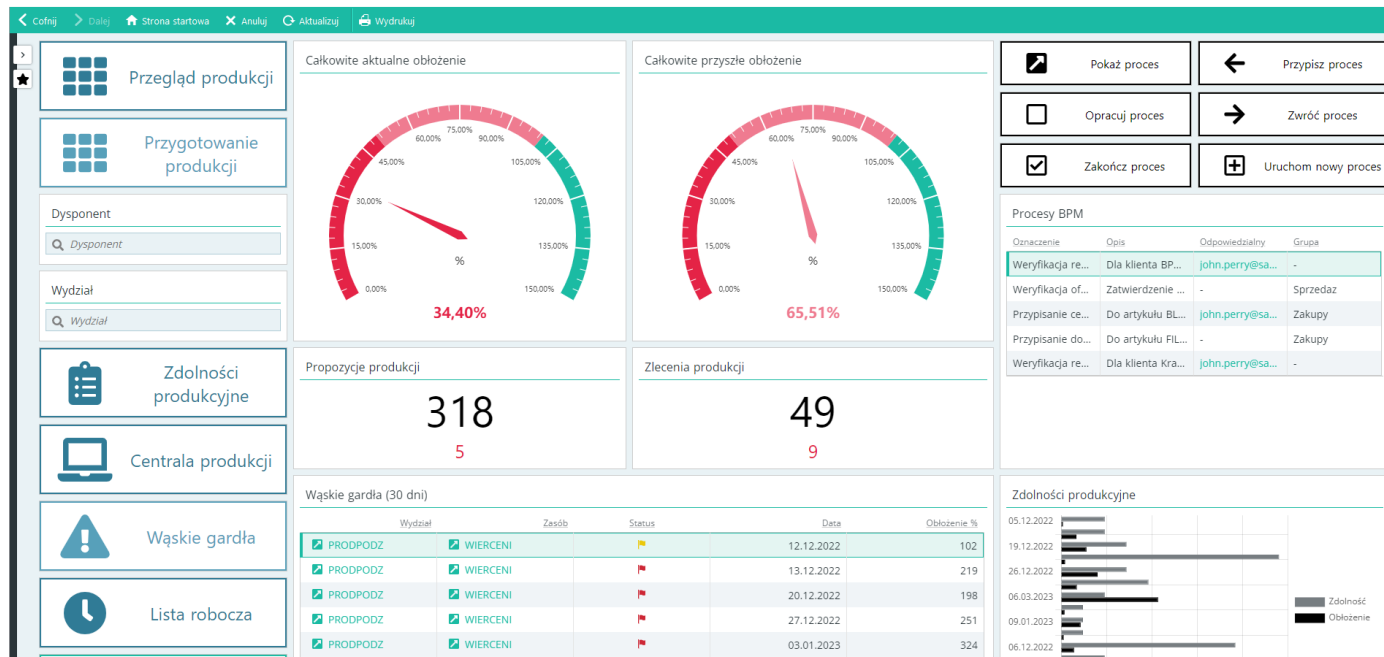 Cofnij Dalej Strona startowa Anuluj Aktualizuj Wydrukuj
Przegląd produkcji
Przygotowanie
produkcji
Dysponent
Dysponent
Wydział
Wydział
Zdolności
produkcyjne
Centrala produkcji
Wąskie gardła
Lista robocza
Całkowite aktualne obłożenie
0.00%
15.00%
30.00%
45.00%
60.00%
75.00%
90.00%
105.00%
120.00%
135.00%
150.00%
%
34,40%
Całkowite przyszłe obłożenie
0.00%
15.00%
30.00%
45.00%
60.00%
75.00%
90.00%
105.00%
120.00%
135.00%
150.00%
%
65,51%
Propozycje produkcji
318
5
Zlecenia produkcji
49
9
Wąskie gardła (30 dni)
Wydział Zasób Status Data Obłożenie %
PRODPODZ WIERCENI 12.12.2022 102
PRODPODZ WIERCENI 13.12.2022 219
PRODPODZ WIERCENI 20.12.2022 198
PRODPODZ WIERCENI 27.12.2022 251
PRODPODZ WIERCENI 03.01.2023 324
Pokaż proces Przypisz proces
Opracuj proces Zwróć proces
Zakończ proces Uruchom nowy proces
Procesy BPM
Oznaczenie Opis Odpowiedzialny Grupa
Weryfikacja re... Dla klienta BP... john.perry@sa... -
Weryfikacja of... Zatwierdzenie ... - Sprzedaz
Przypisanie ce... Do artykułu BL... john.perry@sa... Zakupy
Przypisanie do... Do artykułu FIL... - Zakupy
Weryfikacja re... Dla klienta Kra... john.perry@sa... -
Zdolności produkcyjne
05.12.2022
19.12.2022
26.12.2022
06.03.2023
09.01.2023
06.12.2022
Zdolność
Obłożenie